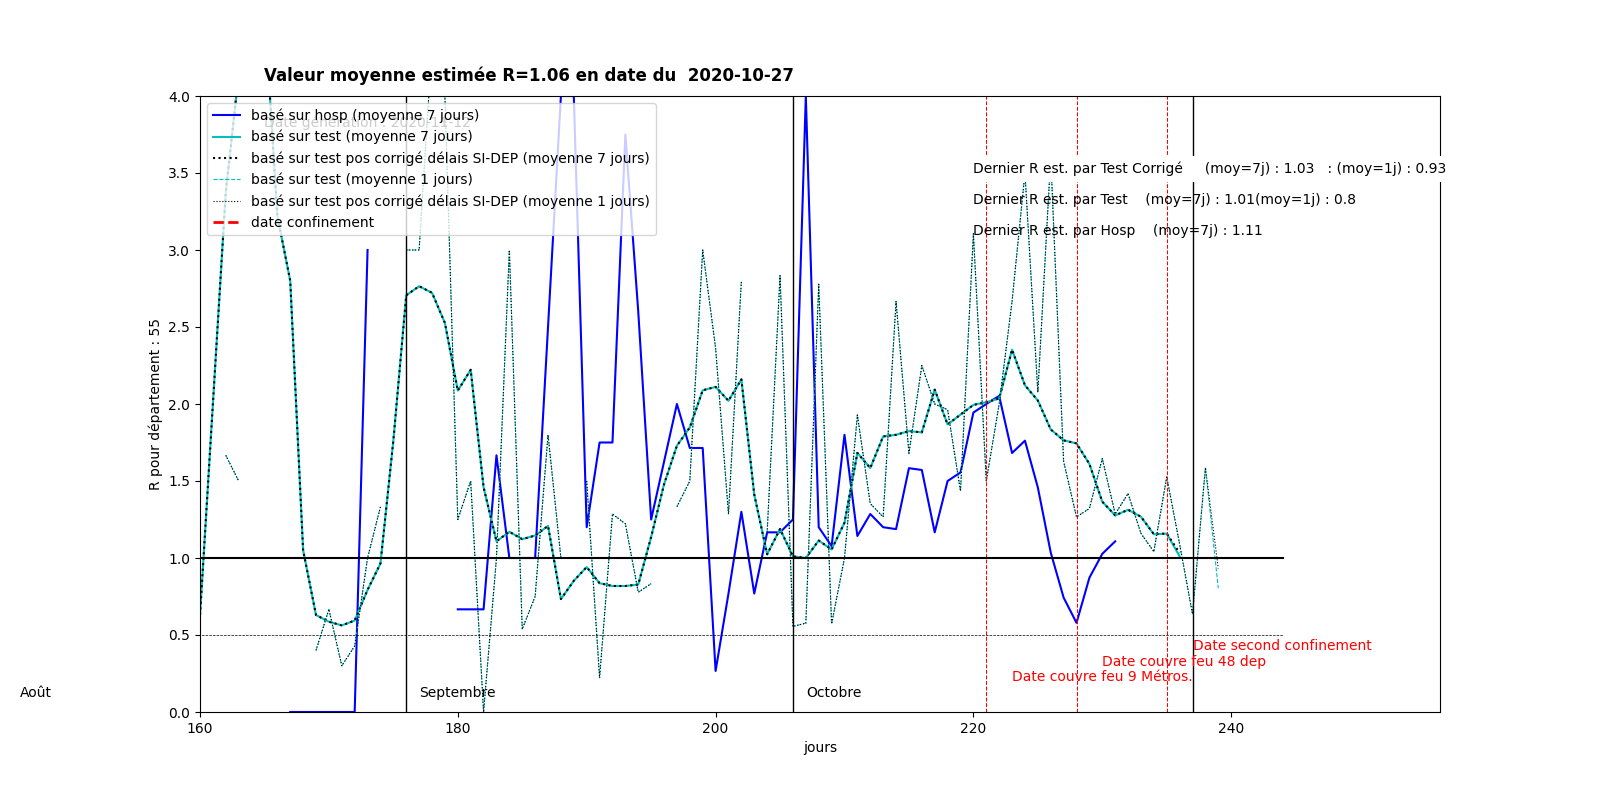 Valeur moyenne estimée R=1.06 en date du  2020-10-27
basé sur hosp (moyenne 7 jours)
basé sur test (moyenne 7 jours)
basé sur test pos corrigé délais SI-DEP (moyenne 7 jours)
basé sur test (moyenne 1 jours)
basé sur test pos corrigé délais SI-DEP (moyenne 1 jours)
date confinement
Dernier R est. par Test Corrigé     (moy=7j) : 1.03   : (moy=1j) : 0.93
Dernier R est. par Test    (moy=7j) : 1.01(moy=1j) : 0.8
Dernier R est. par Hosp    (moy=7j) : 1.11
4.0
3.5
3.0
2.5
2.0
1.5
1.0
0.5
0.0
R pour département : 55
Date second confinement
Date couvre feu 48 dep
Date couvre feu 9 Métros.
Août
Septembre
Octobre
160
180
200
220
240
jours